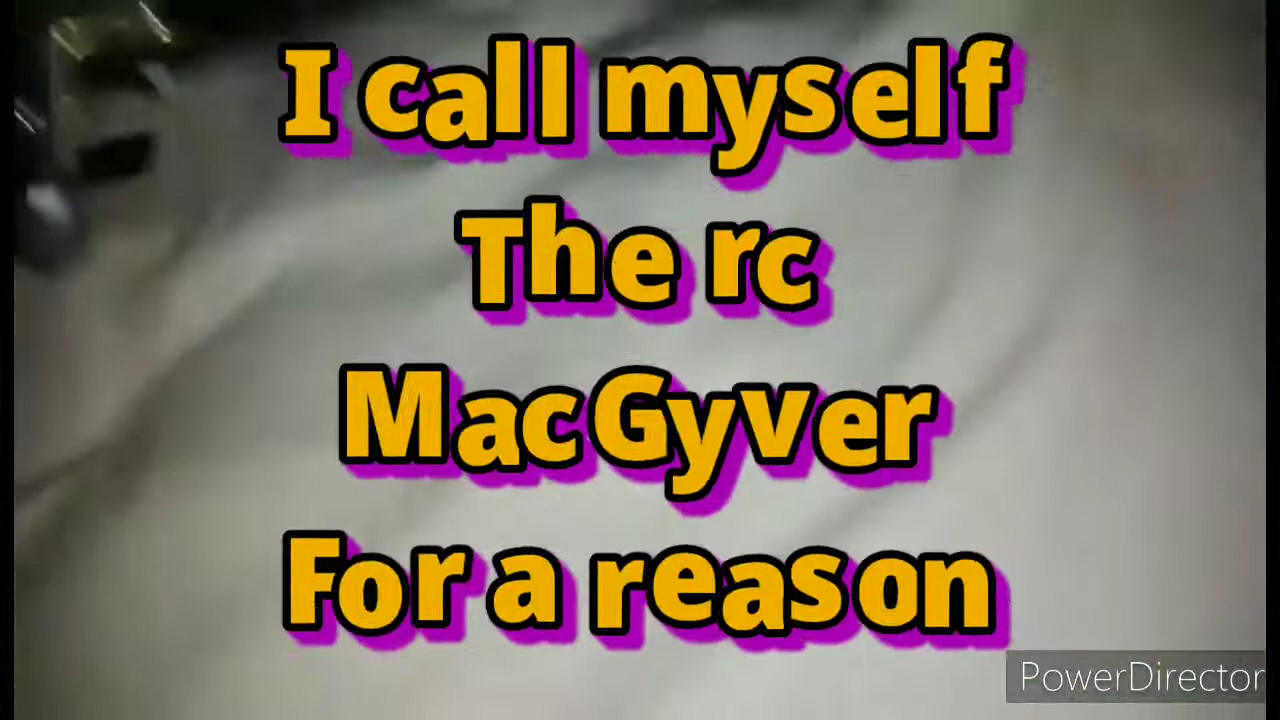 I call myself
The rc
MacGyver
For a reason
PowerDirector